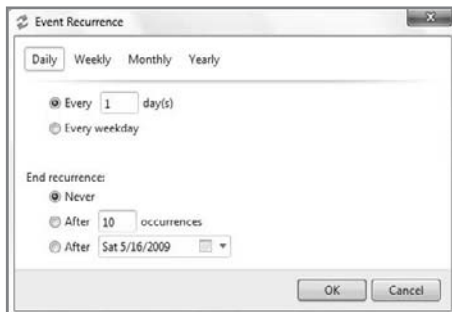 Event Recurrence
Daily Weekly Monthly Yearly
Every 1 day(s)
Every weekday
End recurrence:
Never
After 10 occurrences
After Sat 5/16/2009
OK Cancel